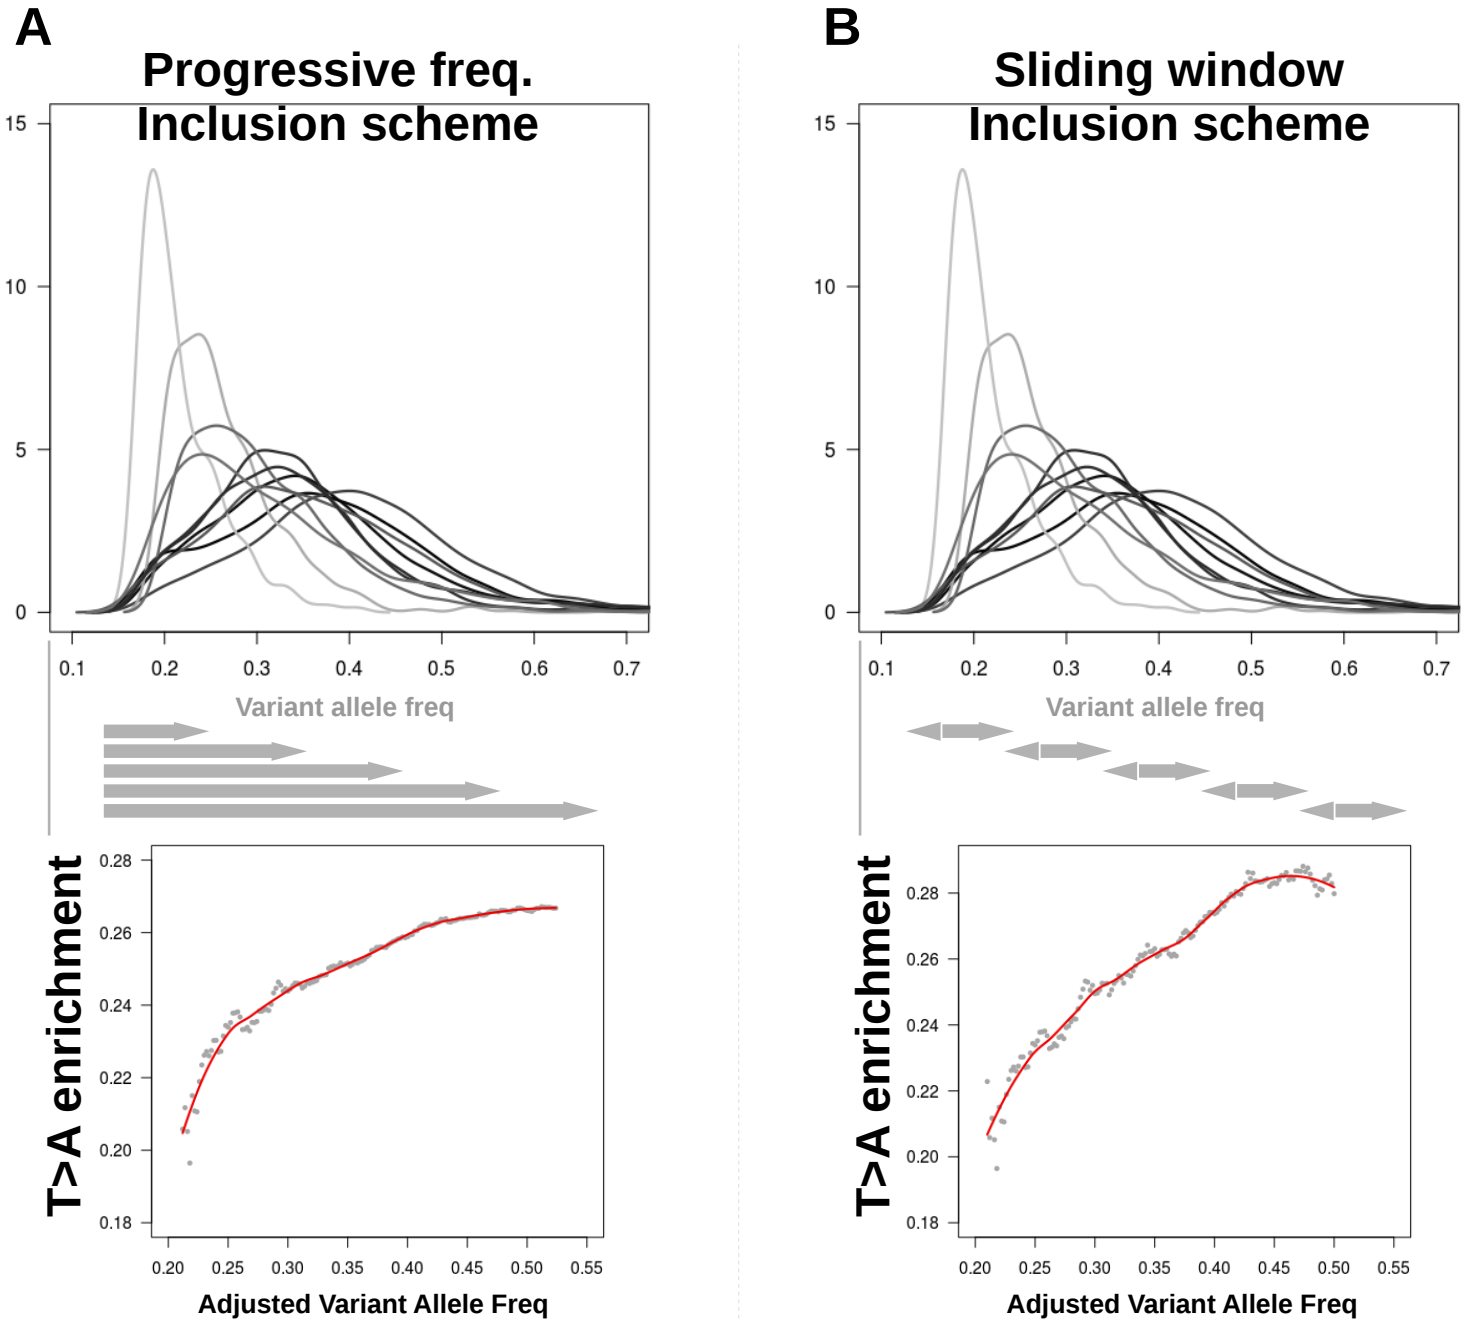 A
Progressive freq.
Inclusion scheme
15
10
5
0
0.1 0.2 0.3 0.4 0.5 0.6 0.7
Variant allele freq
T>A enrichment
0.28
0.26
0.24
0.22
0.20
0.18
0.20 0.25 0.30 0.35 0.40 0.45 0.50 0.55
Adjusted Variant Allele Freq
B
Sliding window
Inclusion scheme
15
10
5
0
0.1 0.2 0.3 0.4 0.5 0.6 0.7
Variant allele freq
T>A enrichment
0.28
0.26
0.24
0.22
0.20
0.18
0.20 0.25 0.30 0.35 0.40 0.45 0.50 0.55
Adjusted Variant Allele Freq